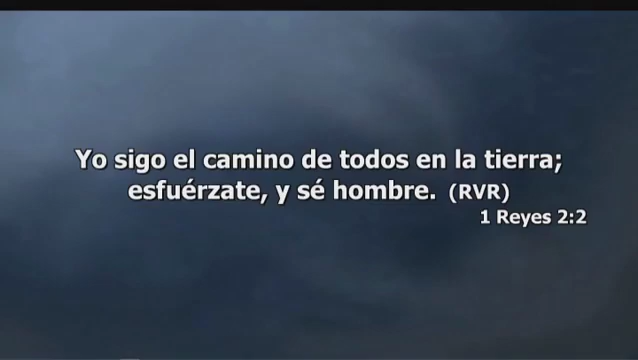 Yo sigo el camino de todos en la tierra;
esfuérzate, y sé hombre. (RVR)
1 Reyes 2:2